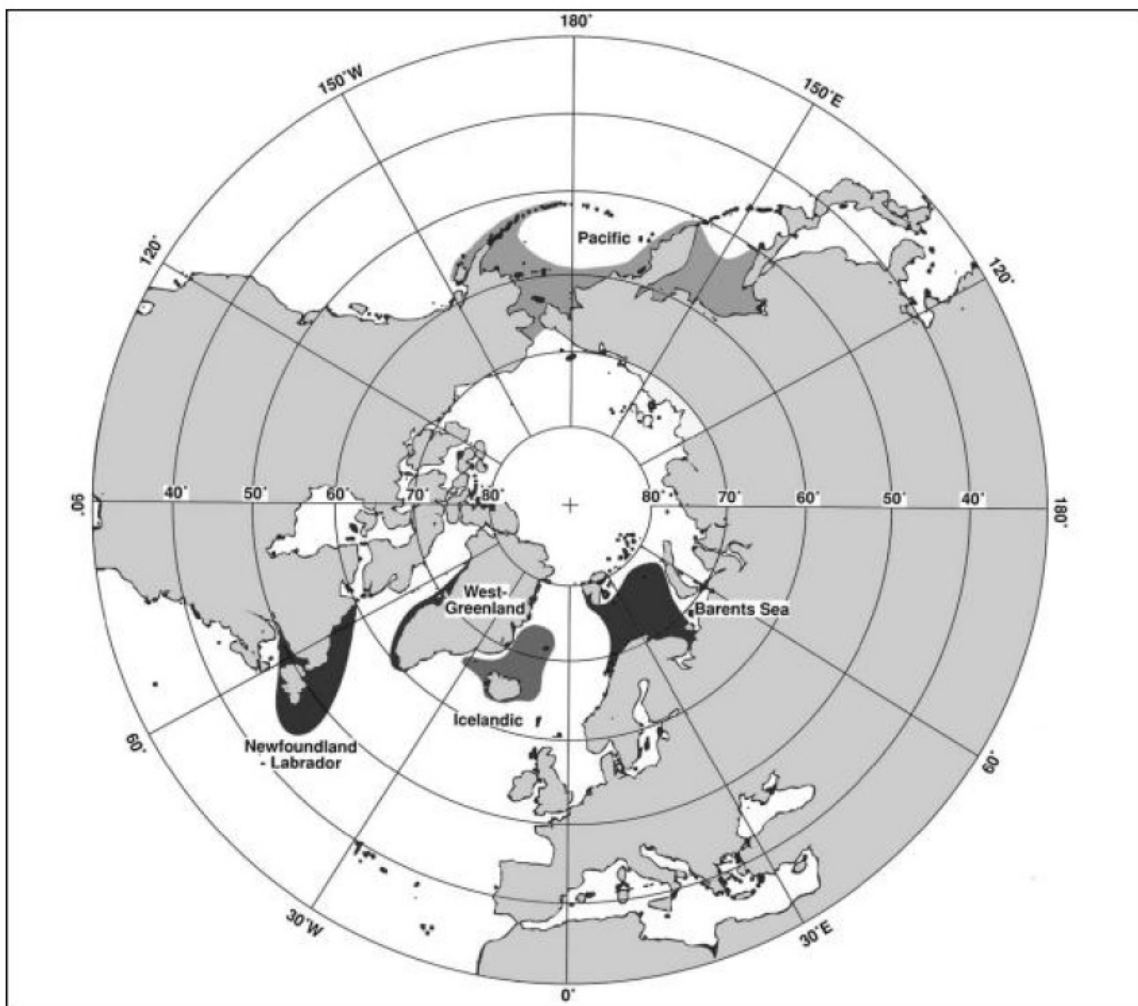 180°
150°W
150°E
120°
120°
Pacific
90°
40°
50°
60°
70°
80°
80°
70°
60°
50°
40°
180°
West-
Greenland
Barents Sea
Icelandic
Newfoundland
- Labrador
60°
60°
30°W
30°E
0°